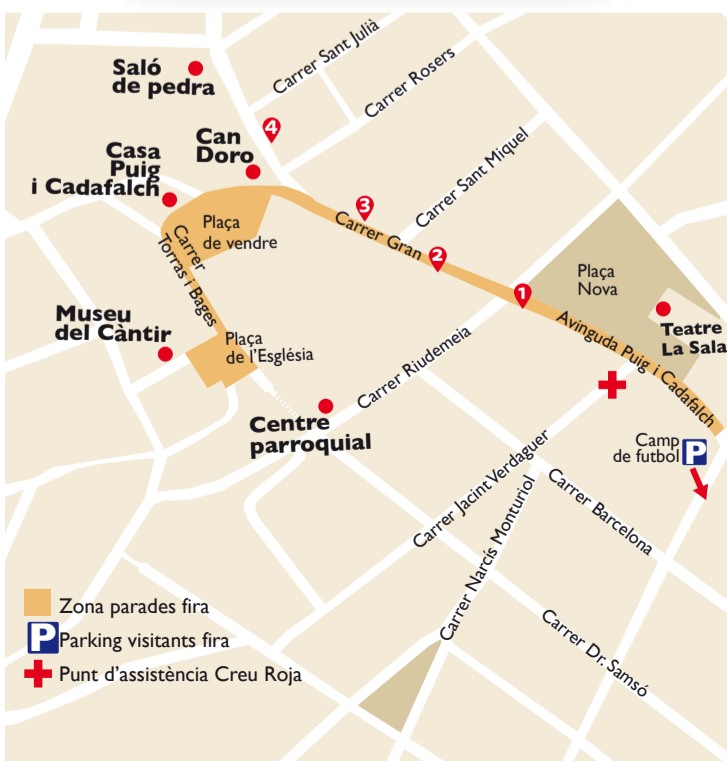 Saló
de pedra
Carrer Sant Julià
Carrer Rosers
4
Can
Doro
Casa
Puig
i Cadafalch
Carrer Sant Miquel
3
Plaça
de vendre
Carrer Gran
2
Carrer
Torras i Bages
Plaça
Nova
1
Museu
del Càntir
Teatre
La Sala
Avinguda Puig i Cadafalch
Plaça
de l'Església
Carrer Riudemeia
Centre
parroquial
Camp
de futbol
P
Carrer Jacint Verdaguer
Carrer Narcís Monturiol
Carrer Barcelona
Carrer Dr. Samsó
Zona parades fira
P Parking visitants fira
Punt d'assistència Creu Roja